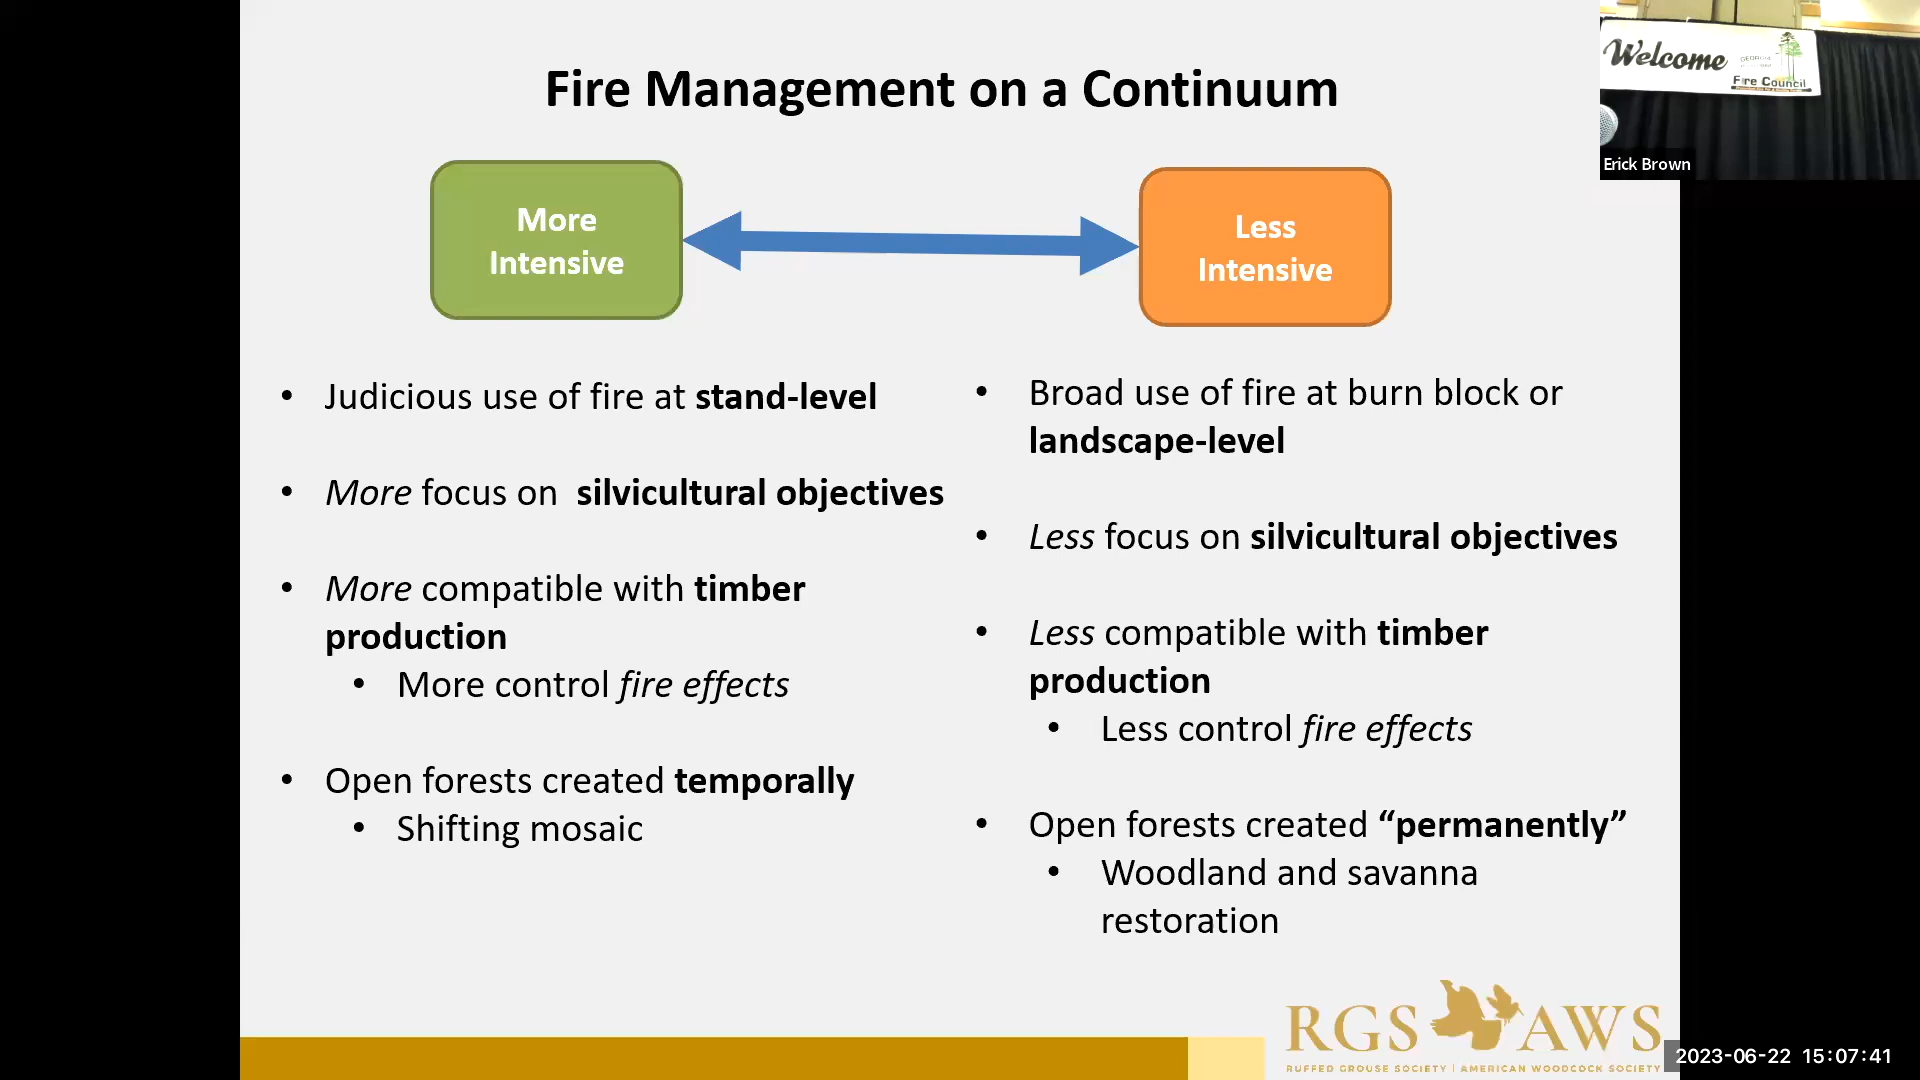 Fire Management on a Continuum
More
Intensive
Less
Intensive
• Judicious use of fire at stand-level
• More focus on silvicultural objectives
• More compatible with timber
production
• More control fire effects
• Open forests created temporally
• Shifting mosaic
• Broad use of fire at burn block or
landscape-level
• Less focus on silvicultural objectives
• Less compatible with timber
production
• Less control fire effects
• Open forests created “permanently”
• Woodland and savanna
restoration
RGS AWS
RUFFED GROUSE SOCIETY | AMERICAN WOODCOCK SOCIETY
Welcome
GEORGIA
Fire Council
Erick Brown
2023-06-22 15:07:41